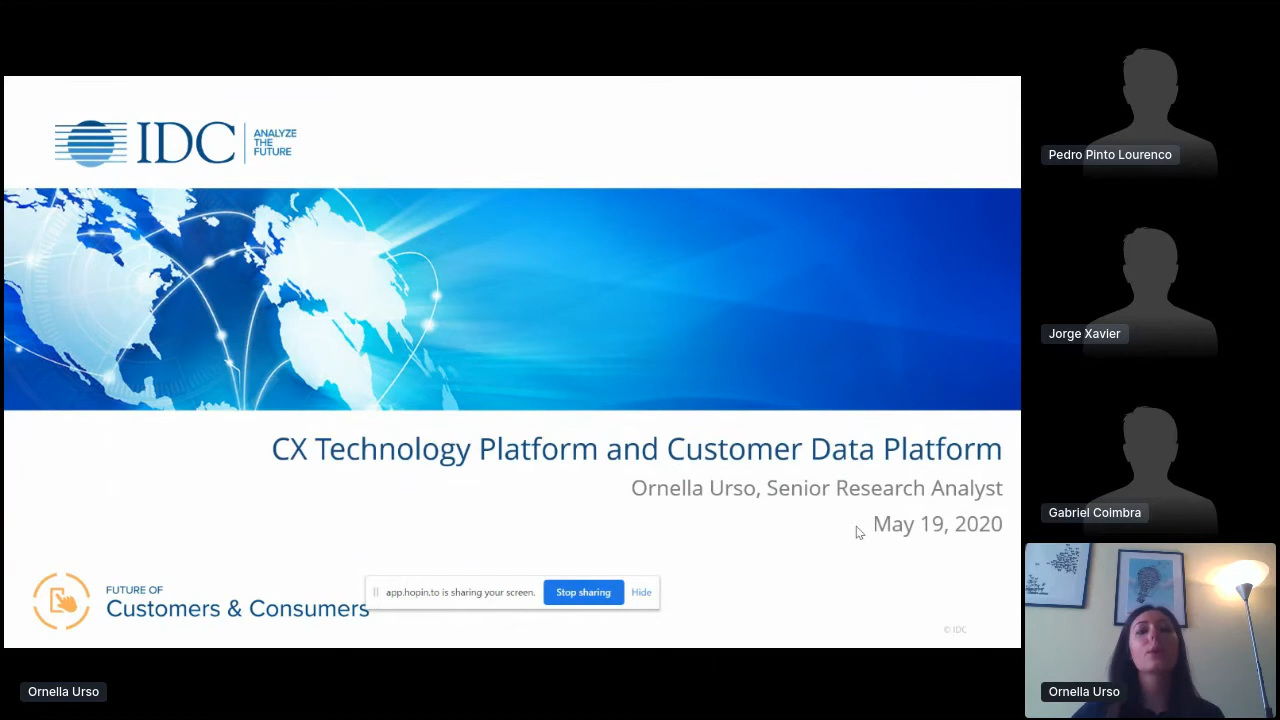 IDC
ANALYZE
THE
FUTURE
CX Technology Platform and Customer Data Platform
Ornella Urso, Senior Research Analyst
May 19, 2020
FUTURE OF
Customers & Consumers
app.hopin.to is sharing your screen.
Stop sharing
Hide
© IDC
Ornella Urso
Pedro Pinto Lourenco
Jorge Xavier
Gabriel Coimbra
Ornella Urso